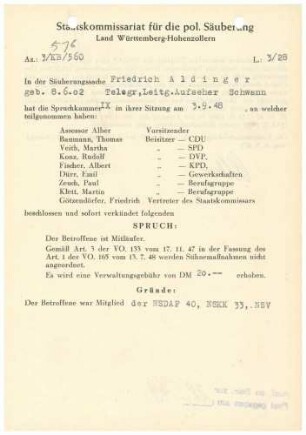 Staatskommissariat für die pol. Säuberung
Land Württemberg-Hohenzollern
576
Az.: 3/KB/560 L: 3/28
In der Säuberungssache Friedrich Aldinger
geb. 8.6.02 Telegr.Leitg.Aufseher Schwann
hat die Spruchkammer IX in ihrer Sitzung am 3.9.48 , an welcher
teilgenommen haben:
Assessor Alber Vorsitzender
Baumann, Thomas Beisitzer — CDU
Veith, Martha „ — SPD
Konz, Rudolf „ — DVP,
Fischer, Albert „ — KPD,
Dürr, Emil „ — Gewerkschaften
Zesch, Paul „ — Berufsgruppe
Klett, Martin „ — Berufsgruppe
Götzendörfer, Friedrich Vertreter des Staatskommissars
beschlossen und sofort verkündet folgenden
SPRUCH:
Der Betroffene ist Mitläufer.
Gemäß Art. 3 der VO. 133 vom 17. 11. 47 in der Fassung des
Art. 1 der VO. 165 vom 13. 7. 48 werden Sühnemaßnahmen nicht
angeordnet.
Es wird eine Verwaltungsgebühr von DM 20.-- erhoben.
Gründe:
Der Betroffene war Mitglied der NSDAP 40, NSKK 33, NSV